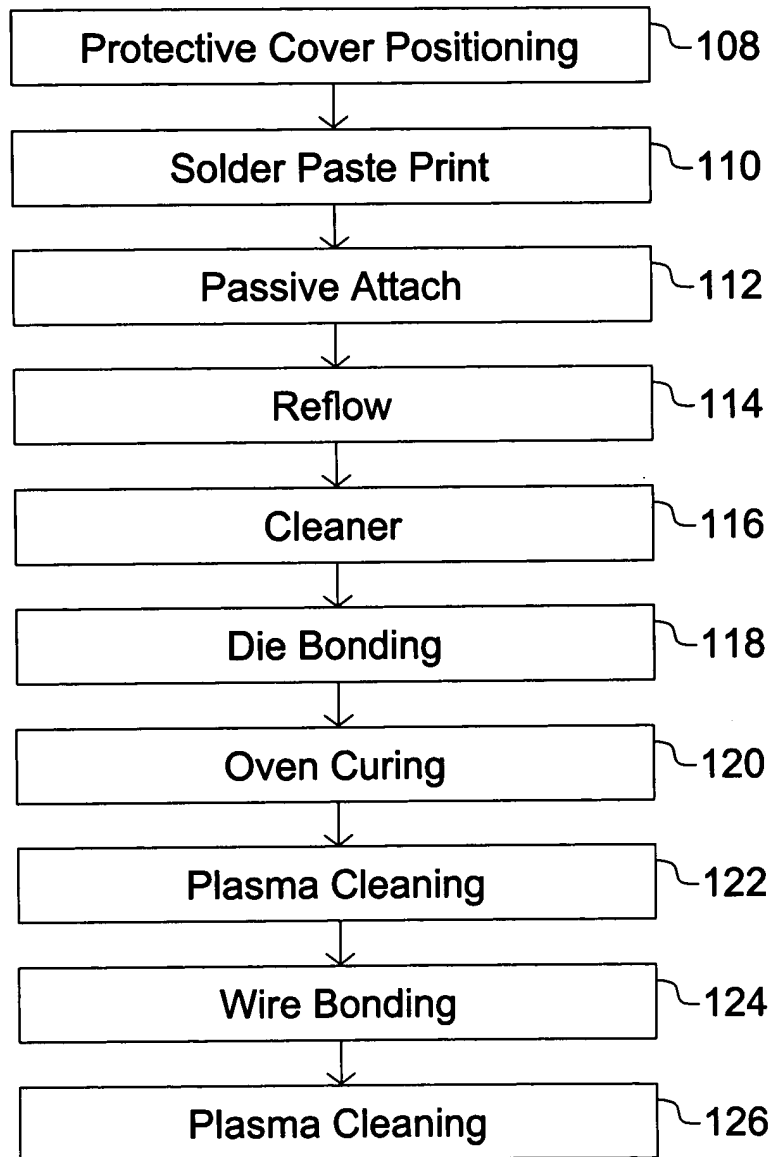 Protective Cover Positioning 108
Solder Paste Print 110
Passive Attach 112
Reflow 114
Cleaner 116
Die Bonding 118
Oven Curing 120
Plasma Cleaning 122
Wire Bonding 124
Plasma Cleaning 126